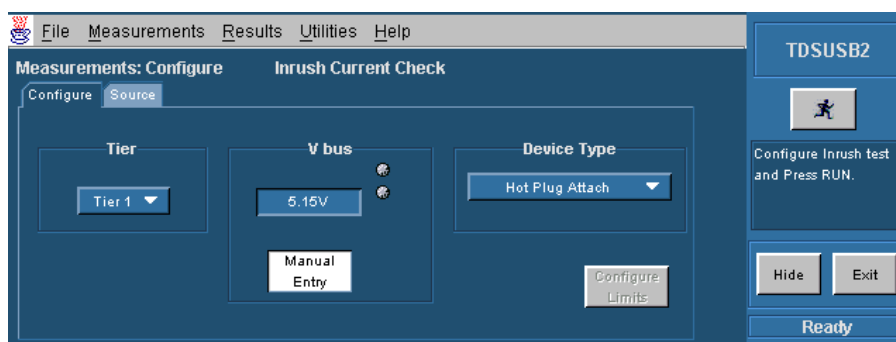 File Measurements Results Utilities Help
TDSUSB2
Measurements: Configure Inrush Current Check
Configure Source
Tier
V bus
Device Type
Tier 1
5.15V
Hot Plug Attach
Manual
Entry
Configure
Limits
Configure Inrush test
and Press RUN.
Hide Exit
Ready